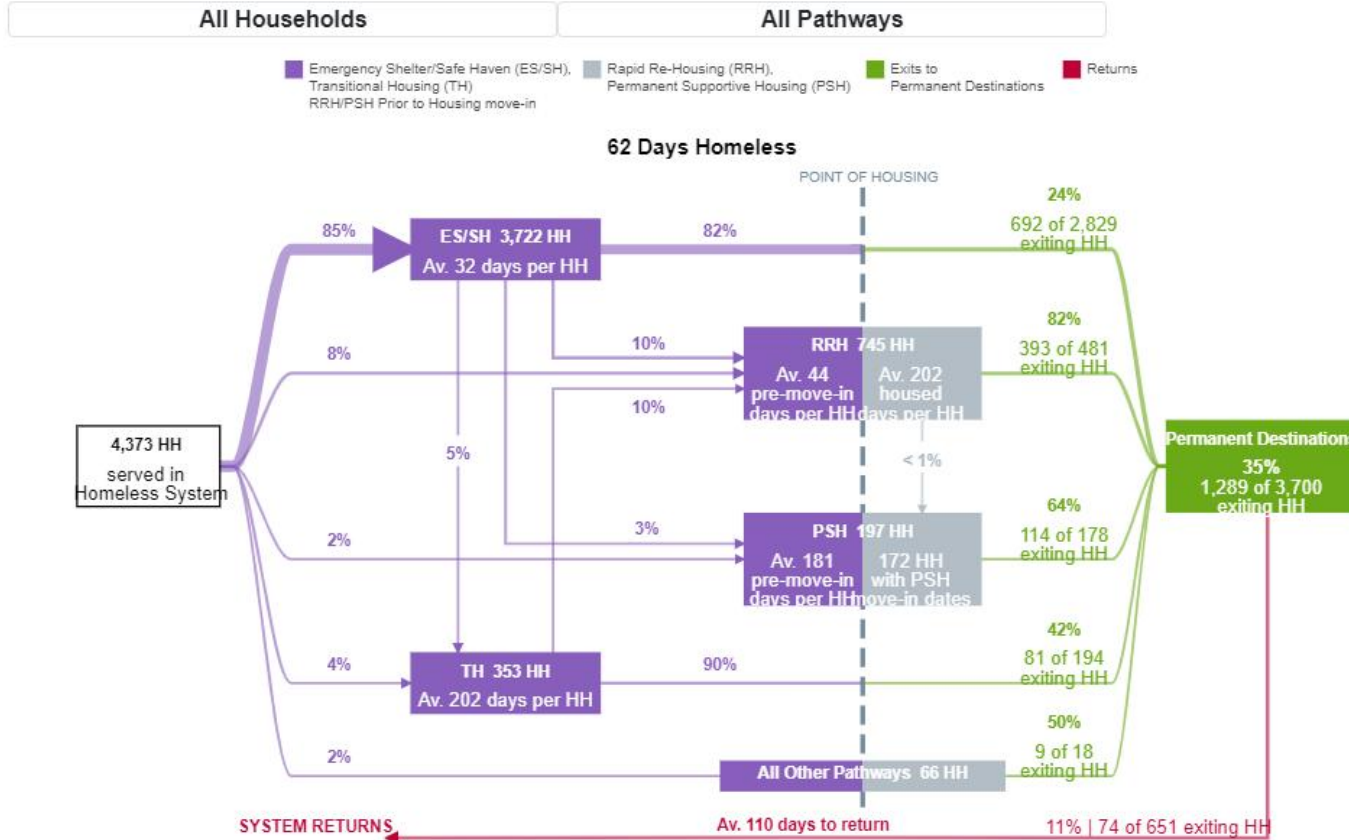 All Households
All Pathways
Emergency Shelter/Safe Haven (ES/SH),
Transitional Housing (TH)
RRH/PSH Prior to Housing move-in
Rapid Re-Housing (RRH),
Permanent Supportive Housing (PSH)
Exits to
Permanent Destinations
Returns
62 Days Homeless
POINT OF HOUSING
85%
ES/SH 3,722 HH
Av. 32 days per HH
82%
24%
692 of 2,829
exiting HH
8%
10%
10%
RRH 745 HH
Av. 44
pre-move-in
days per HH
Av. 202
housed
days per HH
82%
393 of 481
exiting HH
4,373 HH
served in
Homeless System
5%
< 1%
Permanent Destinations
35%
1,289 of 3,700
exiting HH
2%
3%
PSH 197 HH
Av. 181
pre-move-in
days per HH
172 HH
with PSH
move-in dates
64%
114 of 178
exiting HH
4%
TH 353 HH
Av. 202 days per HH
90%
42%
81 of 194
exiting HH
2%
All Other Pathways 66 HH
50%
9 of 18
exiting HH
SYSTEM RETURNS
Av. 110 days to return
11% | 74 of 651 exiting HH